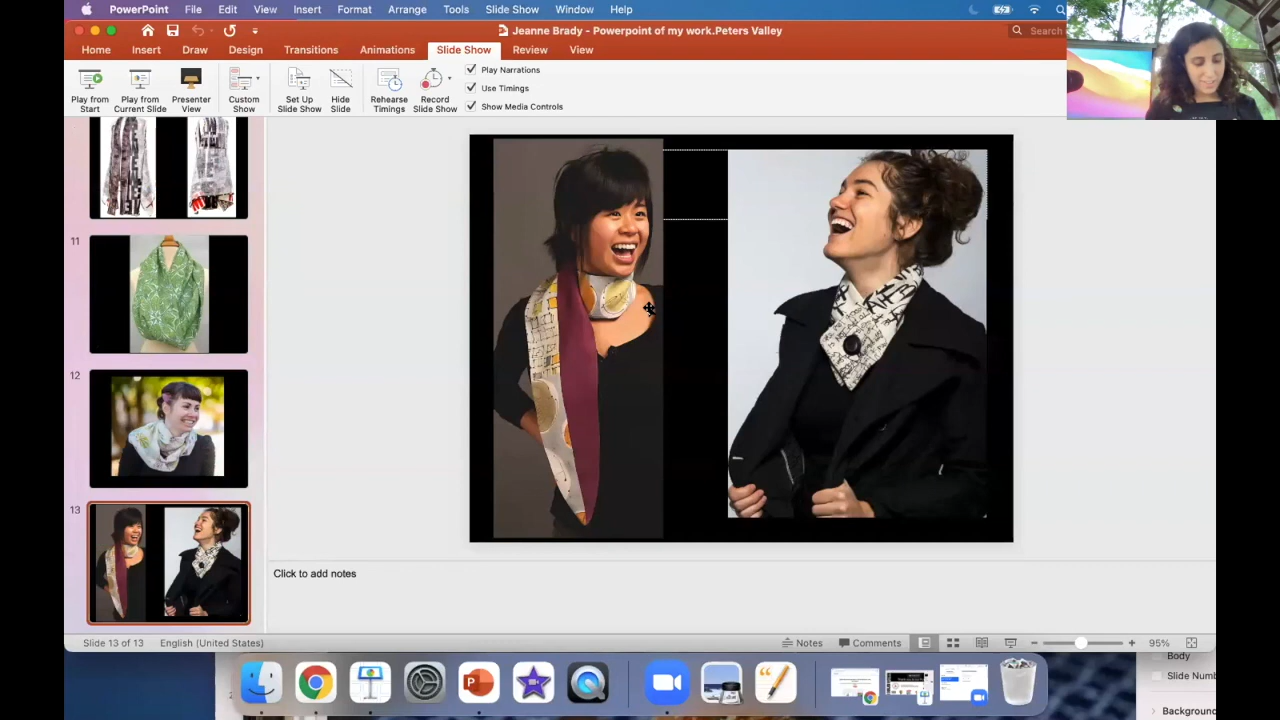 PowerPoint File Edit View Insert Format Arrange Tools Slide Show Window Help
Jeanne Brady - Powerpoint of my work.Peters Valley
Search
Home Insert Draw Design Transitions Animations Slide Show Review View
Play from Start
Play from Current Slide
Presenter View
Custom Show
Set Up Slide Show
Hide Slide
Rehearse Timings
Record Slide Show
Play Narrations
Use Timings
Show Media Controls
11
12
13
Click to add notes
Slide 13 of 13 English (United States) Notes Comments 95%
Body
Slide Numb
Background